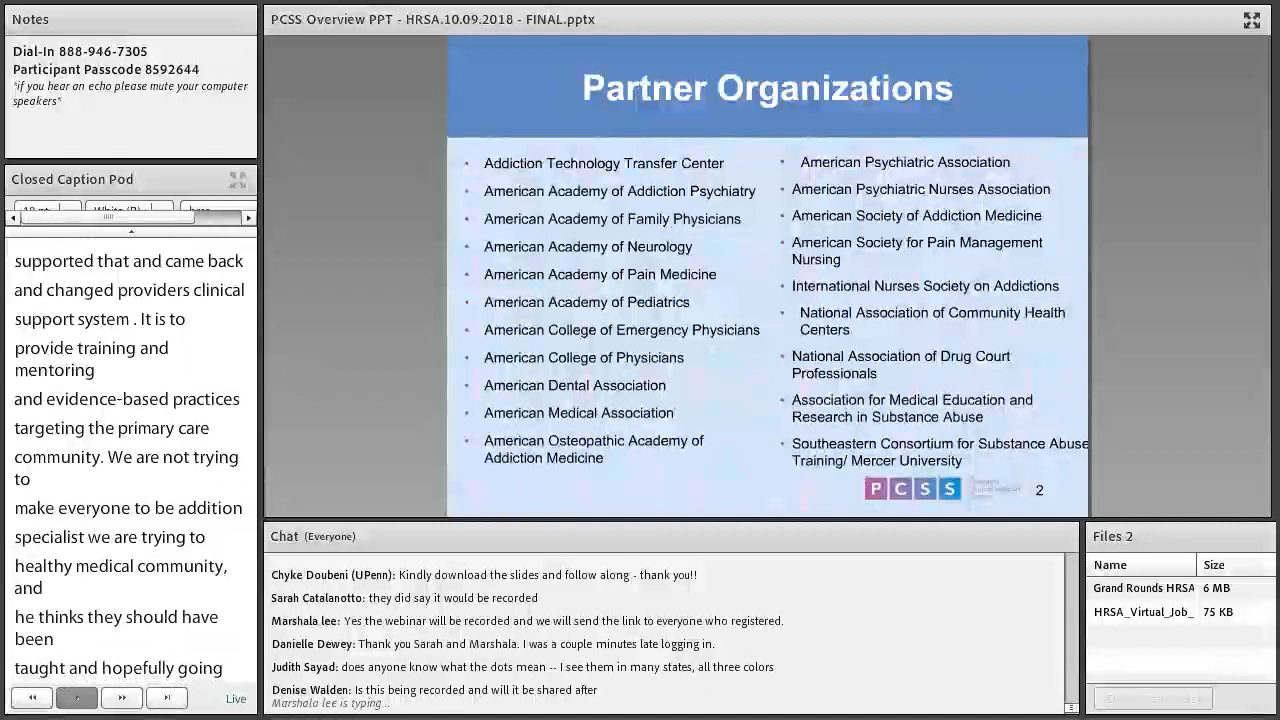 Notes
Dial-In 888-946-7305
Participant Passcode 8592644
*if you hear an echo please mute your computer
speakers*
Closed Caption Pod
supported that and came back
and changed providers clinical
support system . It is to
provide training and
mentoring
and evidence-based practices
targeting the primary care
community. We are not trying
to
make everyone to be addition
specialist we are trying to
healthy medical community,
and
he thinks they should have
been
taught and hopefully going
Live
PCSS Overview PPT - HRSA.10.09.2018 - FINAL.pptx
Partner Organizations
• Addiction Technology Transfer Center
• American Academy of Addiction Psychiatry
• American Academy of Family Physicians
• American Academy of Neurology
• American Academy of Pain Medicine
• American Academy of Pediatrics
• American College of Emergency Physicians
• American College of Physicians
• American Dental Association
• American Medical Association
• American Osteopathic Academy of
Addiction Medicine
• American Psychiatric Association
• American Psychiatric Nurses Association
• American Society of Addiction Medicine
• American Society for Pain Management
Nursing
• International Nurses Society on Addictions
• National Association of Community Health
Centers
• National Association of Drug Court
Professionals
• Association for Medical Education and
Research in Substance Abuse
• Southeastern Consortium for Substance Abuse
Training/ Mercer University
PCSS
2
Chat (Everyone)
Chyke Doubeni (UPenn): Kindly download the slides and follow along - thank you!!
Sarah Catalanotto: they did say it would be recorded
Marshala lee: Yes the webinar will be recorded and we will send the link to everyone who registered.
Danielle Dewey: Thank you Sarah and Marshala. I was a couple minutes late logging in.
Judith Sayad: does anyone know what the dots mean -- I see them in many states, all three colors
Denise Walden: Is this being recorded and will it be shared after
Marshala lee is typing...
Files 2
Name Size
Grand Rounds HRSA 6 MB
HRSA_Virtual_Job_ 75 KB